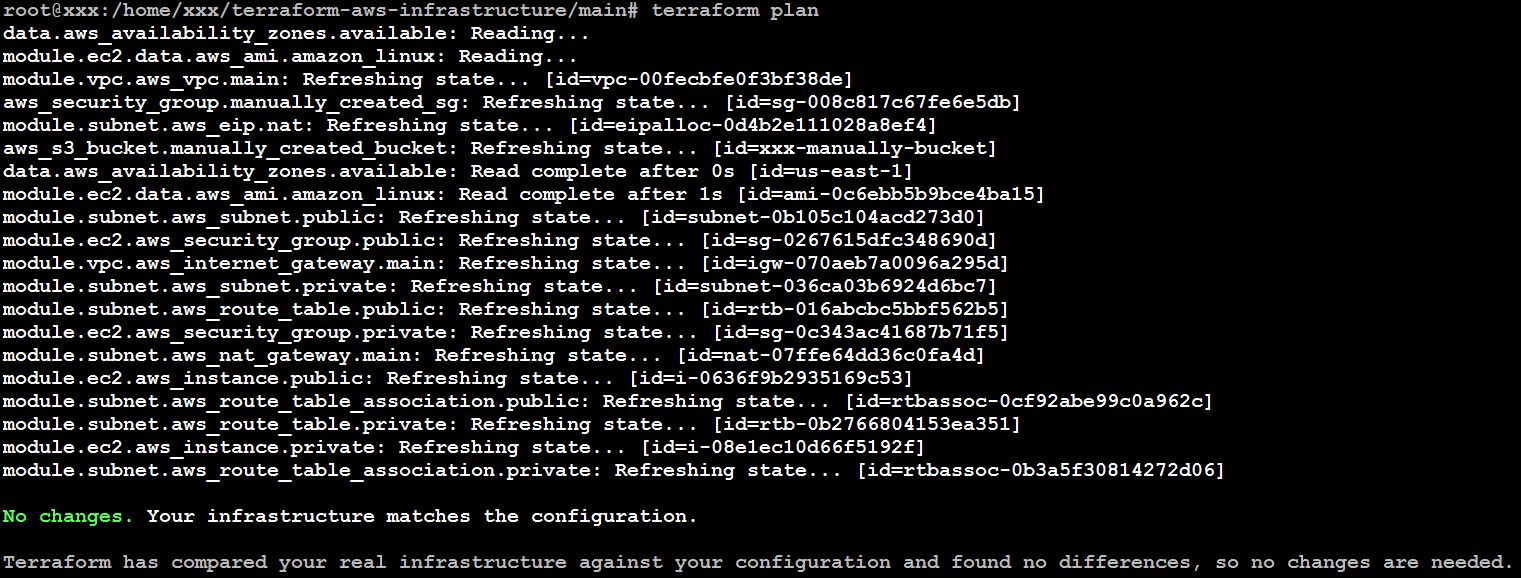 root@xxx:/home/xxx/terraform-aws-infrastructure/main# terraform plan
data.aws_availability_zones.available: Reading...
module.ec2.data.aws_ami.amazon_linux: Reading...
module.vpc.aws_vpc.main: Refreshing state... [id=vpc-00fecbfe0f3bf38de]
aws_security_group.manually_created_sg: Refreshing state... [id=sg-008c817c67fe6e5db]
module.subnet.aws_eip.nat: Refreshing state... [id=eipalloc-0d4b2e111028a8ef4]
aws_s3_bucket.manually_created_bucket: Refreshing state... [id=xxx-manually-bucket]
data.aws_availability_zones.available: Read complete after 0s [id=us-east-1]
module.ec2.data.aws_ami.amazon_linux: Read complete after 1s [id=ami-0c6ebb5b9bce4ba15]
module.subnet.aws_subnet.public: Refreshing state... [id=subnet-0b105c104acd273d0]
module.ec2.aws_security_group.public: Refreshing state... [id=sg-0267615dfc348690d]
module.vpc.aws_internet_gateway.main: Refreshing state... [id=igw-070aeb7a0096a295d]
module.subnet.aws_subnet.private: Refreshing state... [id=subnet-036ca03b6924d6bc7]
module.subnet.aws_route_table.public: Refreshing state... [id=rtb-016abcbc5bbf562b5]
module.ec2.aws_security_group.private: Refreshing state... [id=sg-0c343ac41687b71f5]
module.subnet.aws_nat_gateway.main: Refreshing state... [id=nat-07ffe64dd36c0fa4d]
module.ec2.aws_instance.public: Refreshing state... [id=i-0636f9b2935169c53]
module.subnet.aws_route_table_association.public: Refreshing state... [id=rtbassoc-0cf92abe99c0a962c]
module.subnet.aws_route_table.private: Refreshing state... [id=rtb-0b2766804153ea351]
module.ec2.aws_instance.private: Refreshing state... [id=i-08e1ec10d66f5192f]
module.subnet.aws_route_table_association.private: Refreshing state... [id=rtbassoc-0b3a5f30814272d06]
No changes. Your infrastructure matches the configuration.
Terraform has compared your real infrastructure against your configuration and found no differences, so no changes are needed.